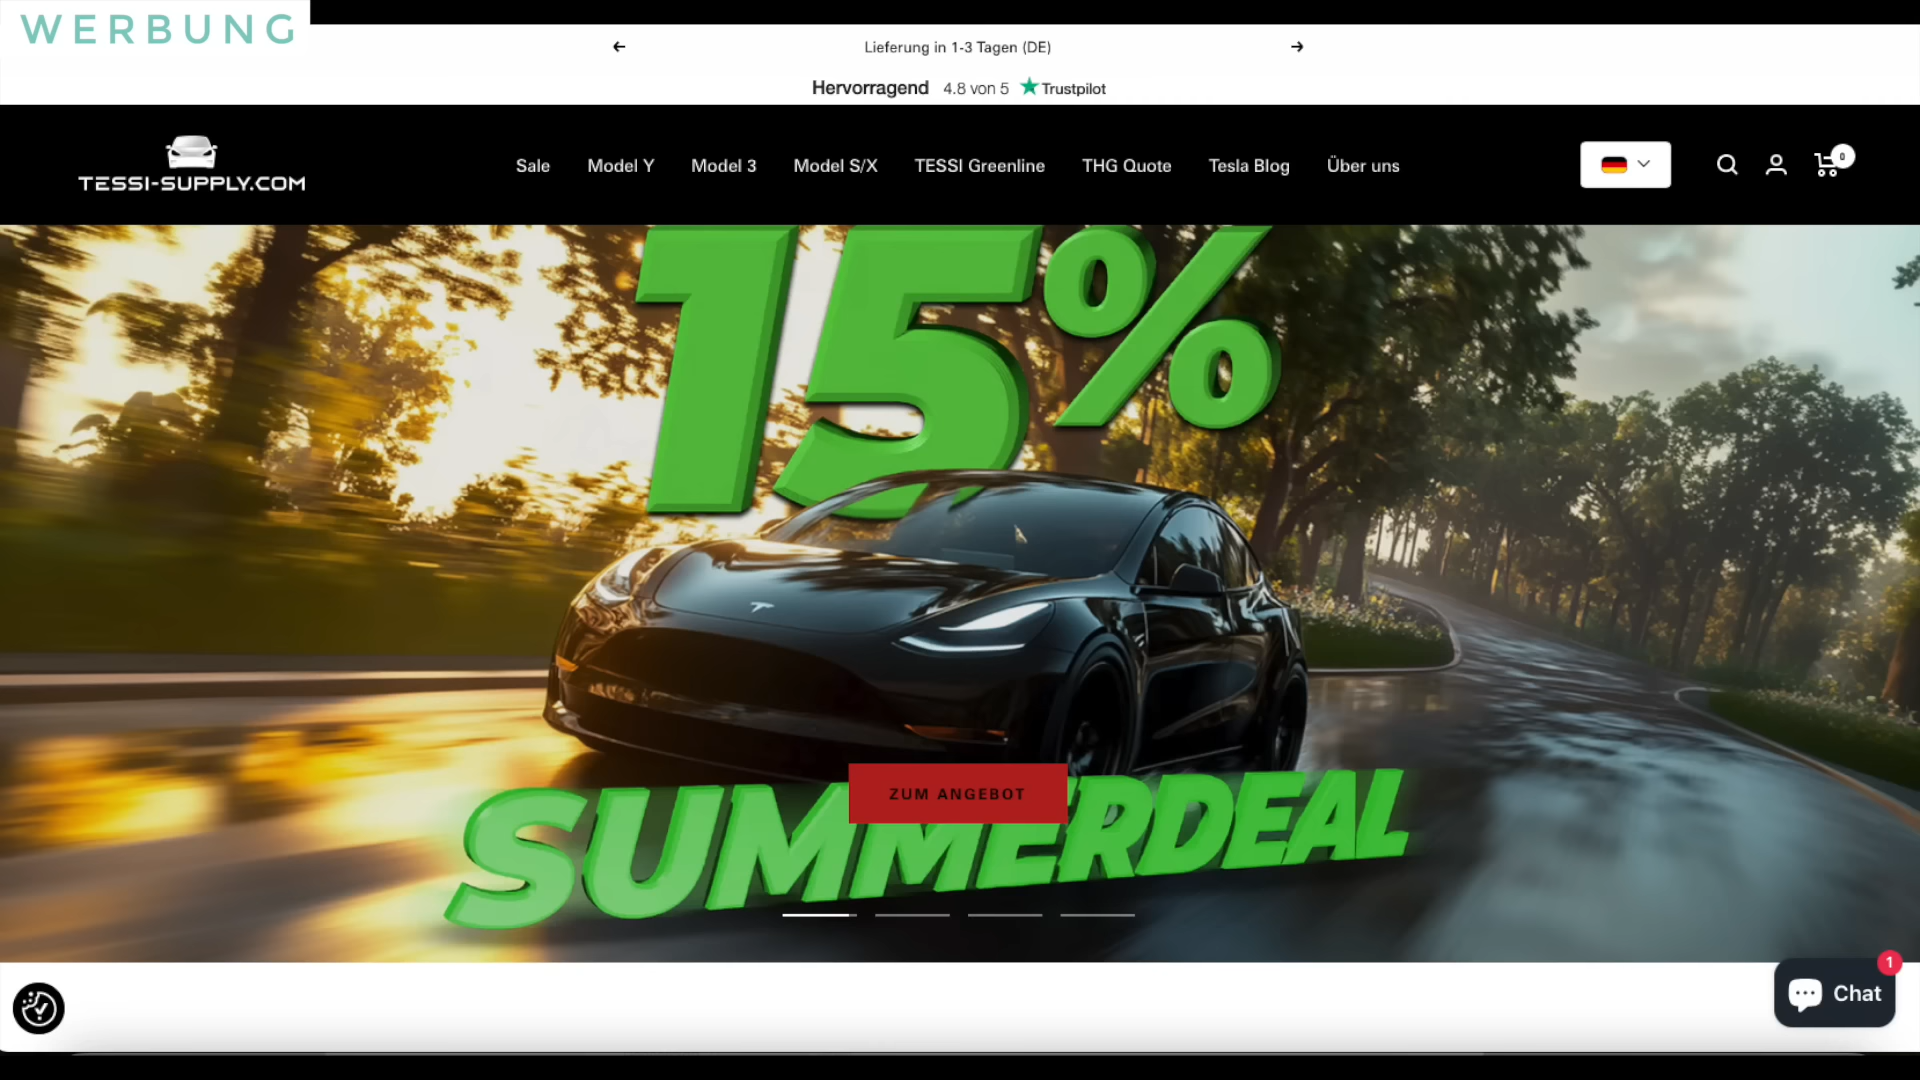 WERBUNG
Lieferung in 1-3 Tagen (DE)
Hervorragend 4.8 von 5 Trustpilot
TESSI-SUPPLY.COM
Sale Model Y Model 3 Model S/X TESSI Greenline THG Quote Tesla Blog Über uns
0
15%
ZUM ANGEBOT
SUMMERDEAL
1
Chat